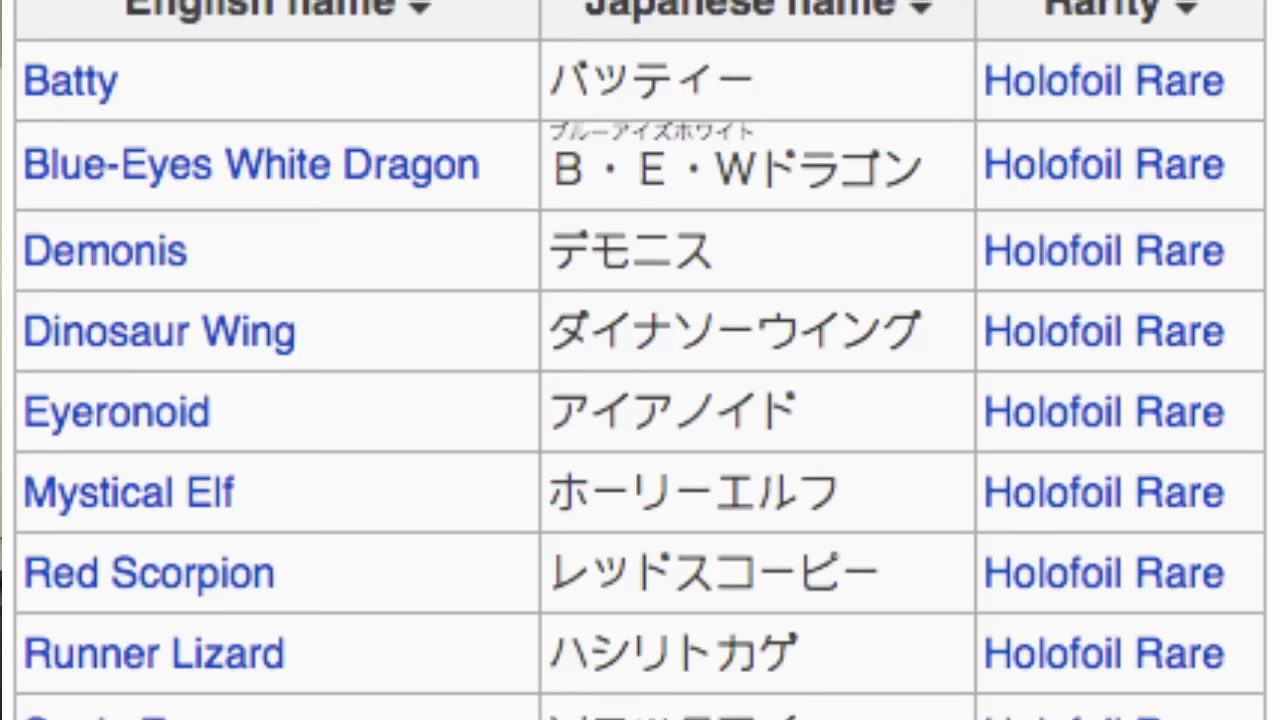 English name Japanese name Rarity
Batty バッティー Holofoil Rare
ブルーアイズホワイト
Blue-Eyes White Dragon B・E・Wドラゴン Holofoil Rare
Demonis デモニス Holofoil Rare
Dinosaur Wing ダイナソーウイング Holofoil Rare
Eyeronoid アイアノイド Holofoil Rare
Mystical Elf ホーリーエルフ Holofoil Rare
Red Scorpion レッドスコーピー Holofoil Rare
Runner Lizard ハシリトカゲ Holofoil Rare
Holofoil Rare